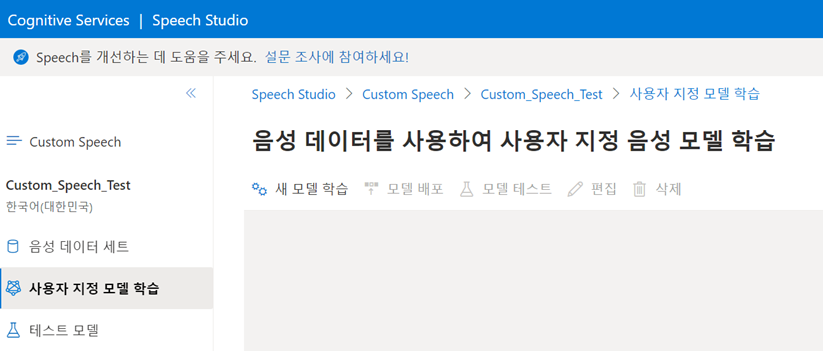 Cognitive Services | Speech Studio
Speech를 개선하는 데 도움을 주세요. 설문 조사에 참여하세요!
Speech Studio > Custom Speech > Custom_Speech_Test > 사용자 지정 모델 학습
Custom Speech
음성 데이터를 사용하여 사용자 지정 음성 모델 학습
Custom_Speech_Test
한국어(대한민국)
새 모델 학습 모델 배포 모델 테스트 편집 삭제
음성 데이터 세트
사용자 지정 모델 학습
테스트 모델